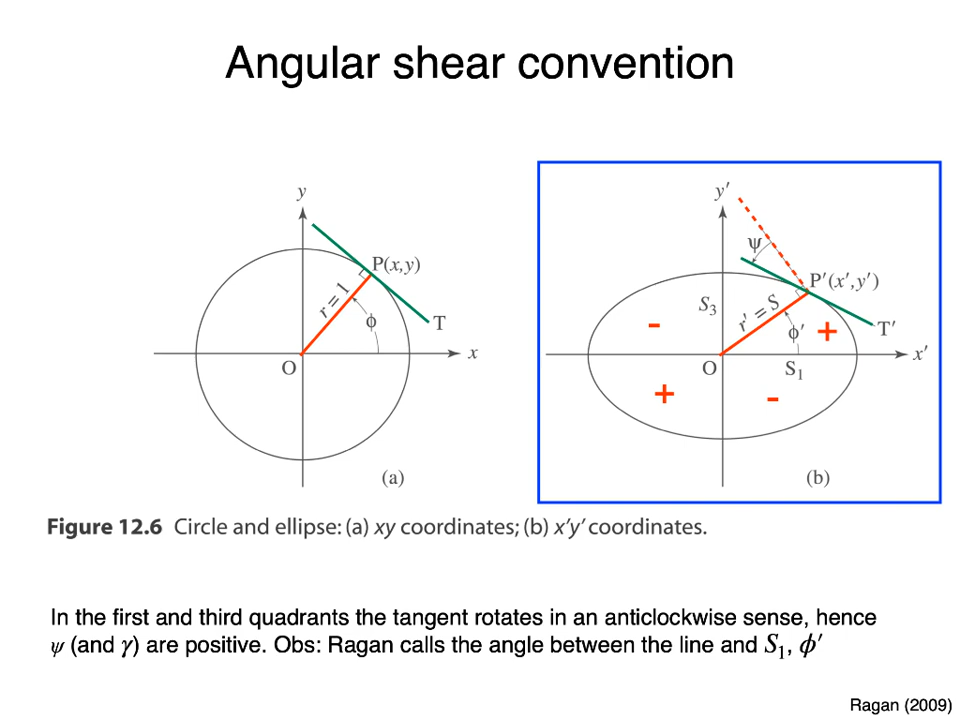 Angular shear convention
y
P(x,y)
r = 1
ϕ
T
x
O
(a)
y′
ψ
P′(x′,y′)
S₃
r′ = S
ϕ′
T′
x′
O
S₁
- + + -
(b)
Figure 12.6 Circle and ellipse: (a) xy coordinates; (b) x′y′ coordinates.
In the first and third quadrants the tangent rotates in an anticlockwise sense, hence
ψ (and γ) are positive. Obs: Ragan calls the angle between the line and S₁, ϕ′
Ragan (2009)